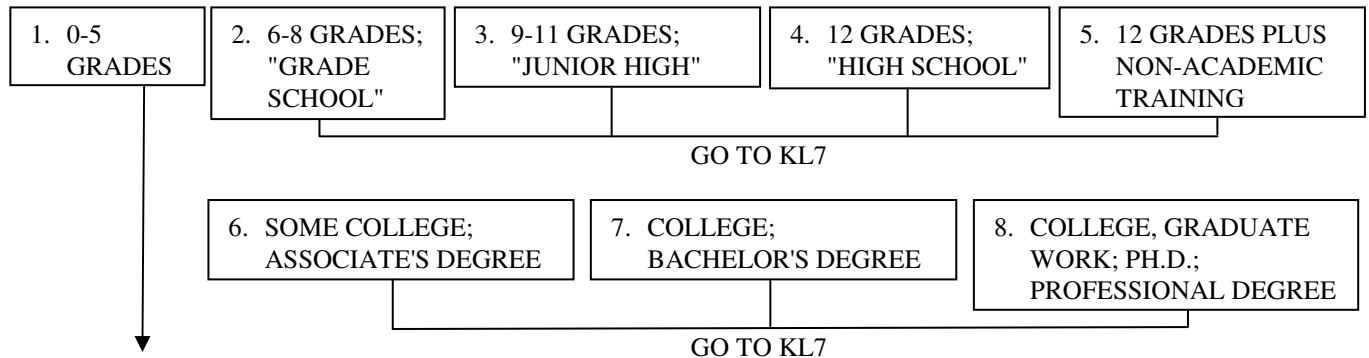 1. 0-5
GRADES
2. 6-8 GRADES;
"GRADE
SCHOOL"
3. 9-11 GRADES;
"JUNIOR HIGH"
4. 12 GRADES;
"HIGH SCHOOL"
5. 12 GRADES PLUS
NON-ACADEMIC
TRAINING
GO TO KL7
6. SOME COLLEGE;
ASSOCIATE'S DEGREE
7. COLLEGE;
BACHELOR'S DEGREE
8. COLLEGE, GRADUATE
WORK; PH.D.;
PROFESSIONAL DEGREE
GO TO KL7